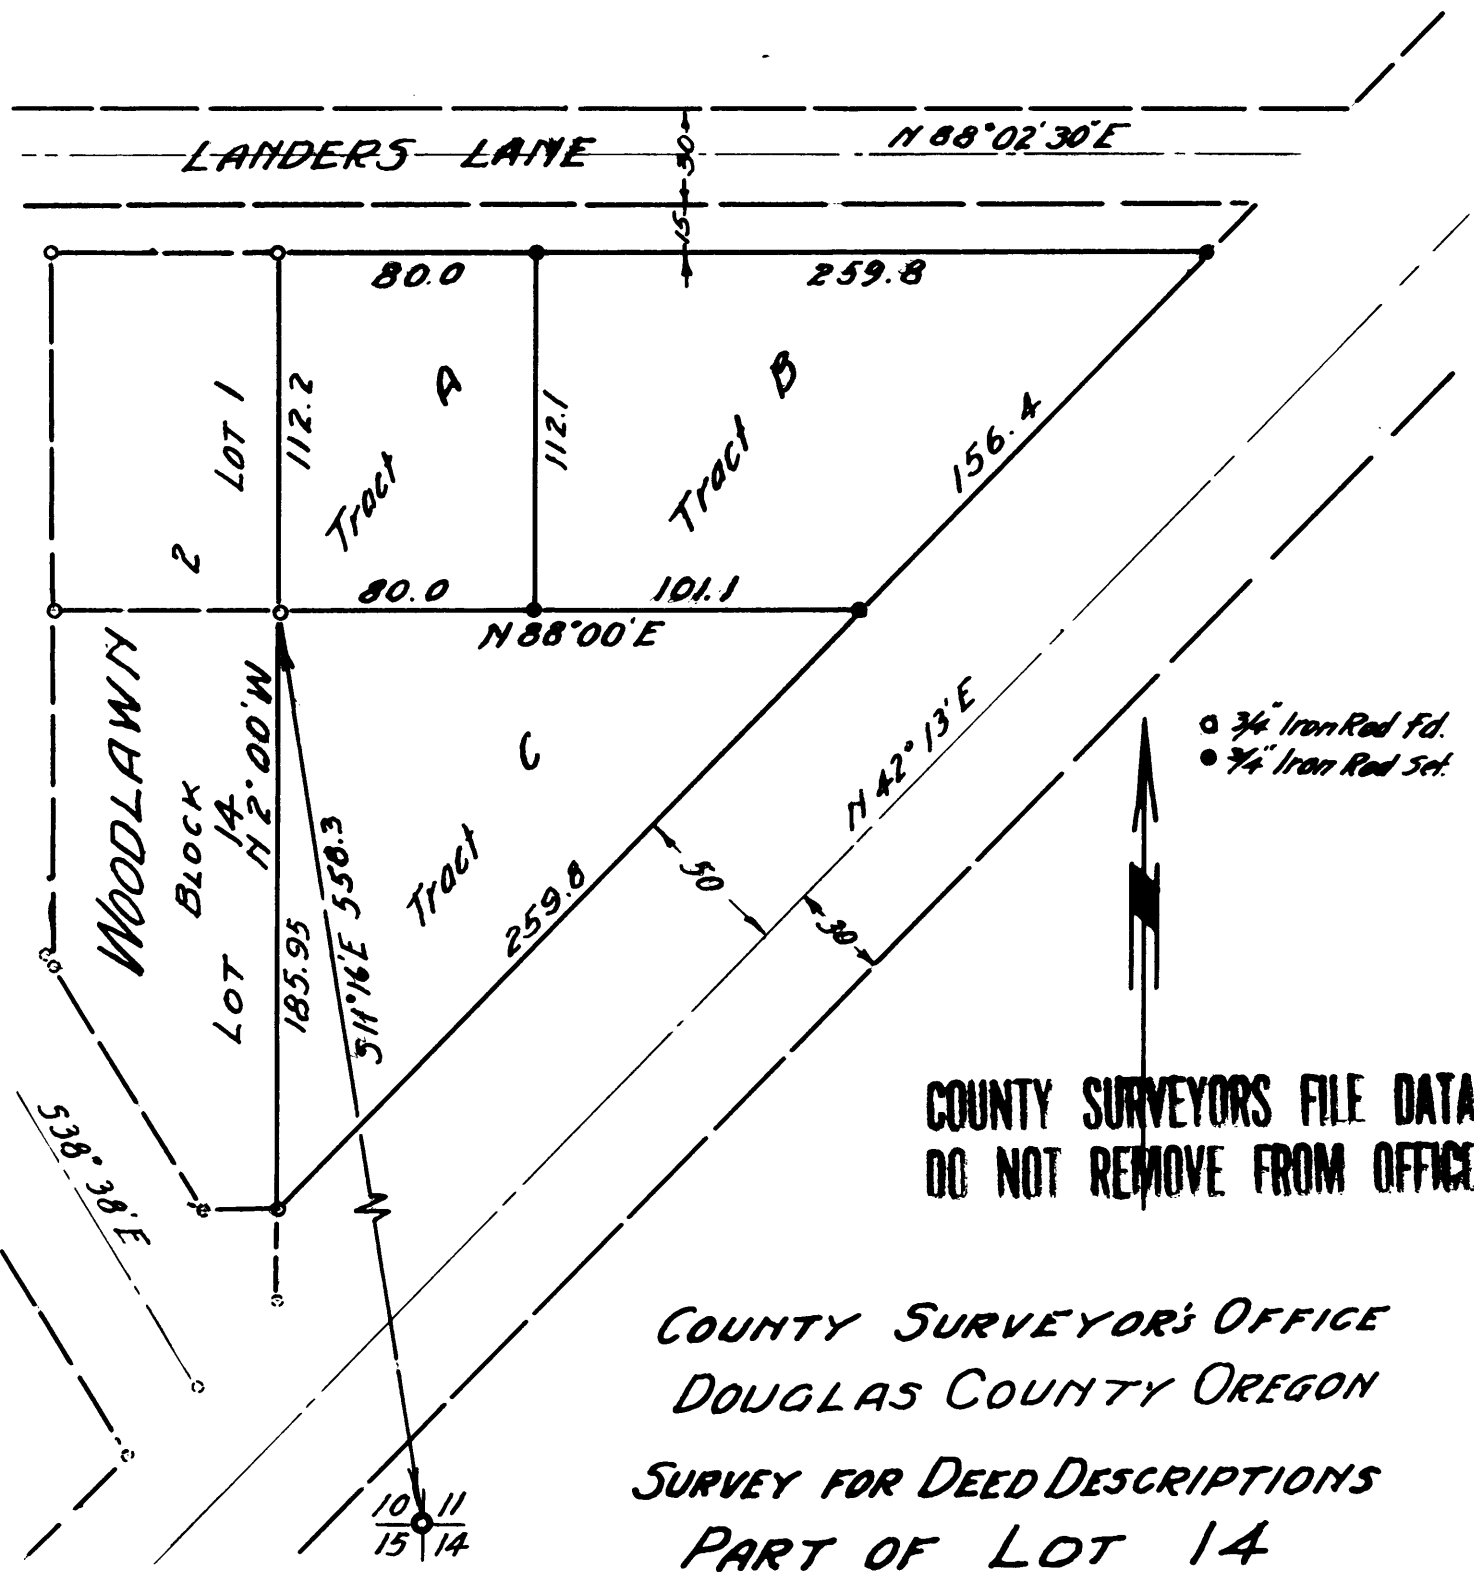 N 88°02'30"E
LANDERS LANE
30
15
80.0
259.8
LOT 1
112.2
Tract A
112.1
Tract B
156.4
2
80.0
101.1
N 88°00'E
WOODLAWN
BLOCK
LOT 14
N 2°00'W
185.95
S 11°16'E 558.3
Tract C
259.8
N 42°13'E
50
30
3/4" Iron Rod Fd.
3/4" Iron Rod Set.
S38°38'E
COUNTY SURVEYORS FILE DATA
DO NOT REMOVE FROM OFFICE
COUNTY SURVEYOR'S OFFICE
DOUGLAS COUNTY OREGON
SURVEY FOR DEED DESCRIPTIONS
PART OF LOT 14
10 11
15 14